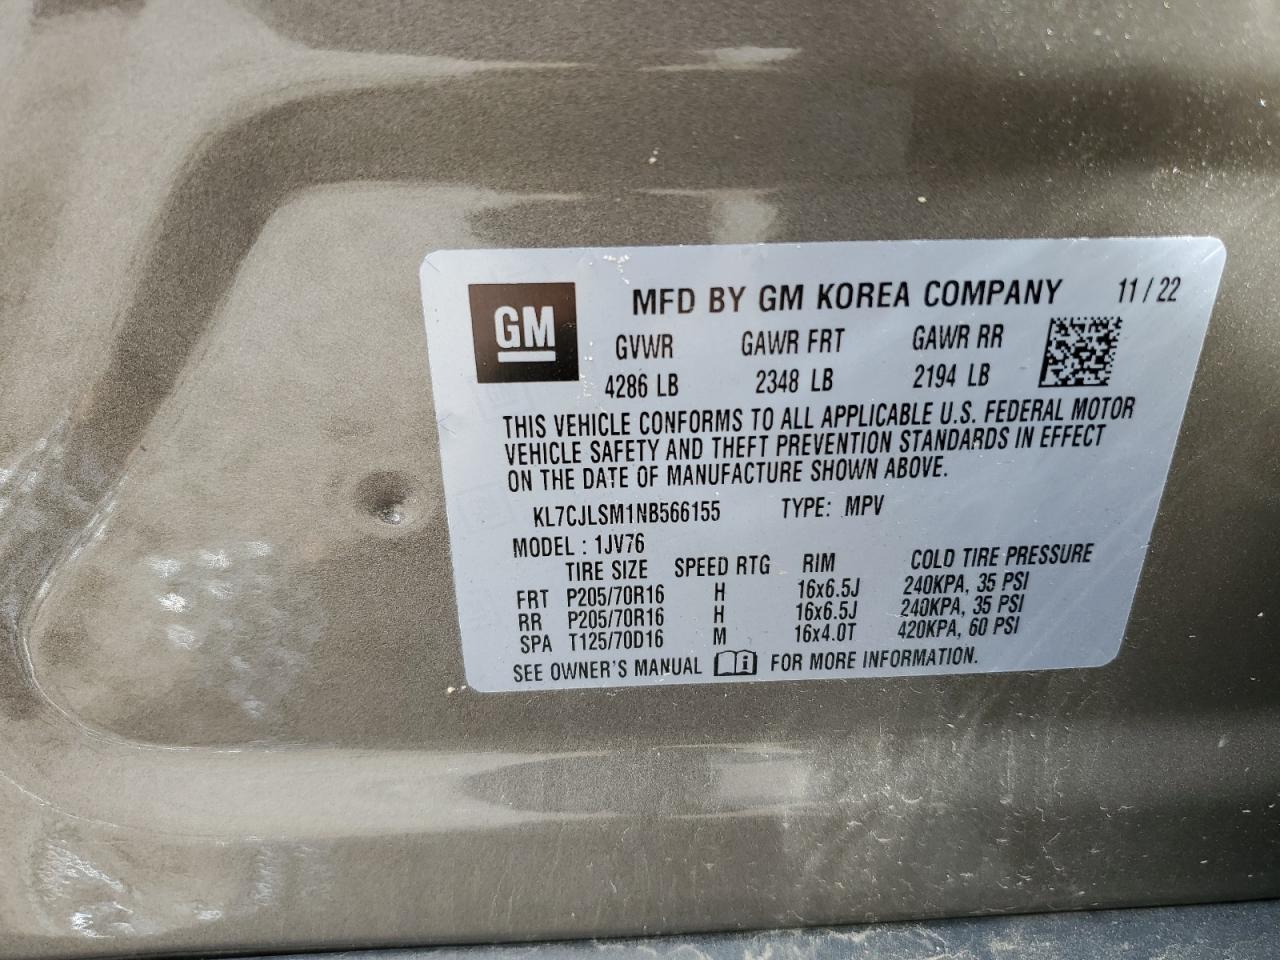 GM
MFD BY GM KOREA COMPANY 11/22
GVWR GAWR FRT GAWR RR
4286 LB 2348 LB 2194 LB
THIS VEHICLE CONFORMS TO ALL APPLICABLE U.S. FEDERAL MOTOR
VEHICLE SAFETY AND THEFT PREVENTION STANDARDS IN EFFECT
ON THE DATE OF MANUFACTURE SHOWN ABOVE.
KL7CJLSM1NB566155 TYPE: MPV
MODEL : 1JV76
TIRE SIZE SPEED RTG RIM COLD TIRE PRESSURE
FRT P205/70R16 H 16x6.5J 240KPA, 35 PSI
RR P205/70R16 H 16x6.5J 240KPA, 35 PSI
SPA T125/70D16 M 16x4.0T 420KPA, 60 PSI
SEE OWNER'S MANUAL FOR MORE INFORMATION.